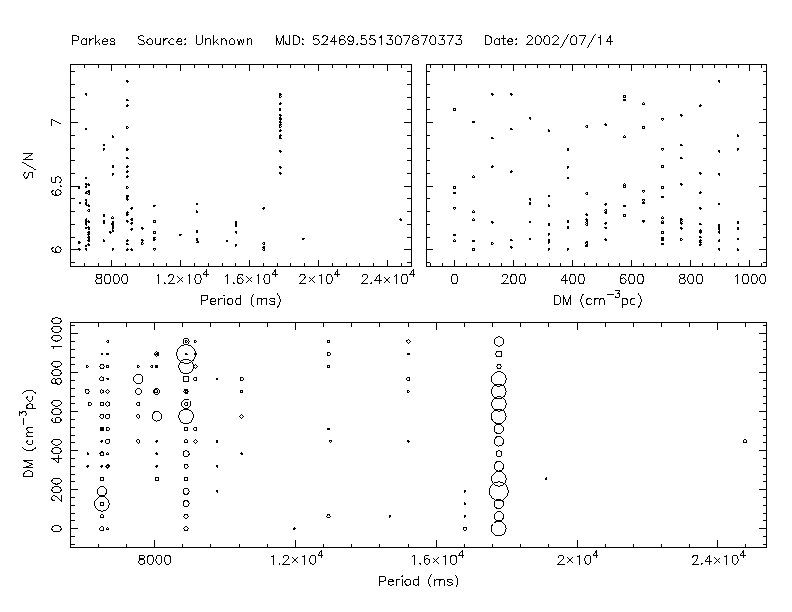 Parkes Source: Unknown MJD: 52469.551307870373 Date: 2002/07/14
S/N
7
6.5
6
8000 1.2×10⁴ 1.6×10⁴ 2×10⁴ 2.4×10⁴
Period (ms)
0 200 400 600 800 1000
DM (cm⁻³pc)
DM (cm⁻³pc)
1000
800
600
400
200
0
8000 1.2×10⁴ 1.6×10⁴ 2×10⁴ 2.4×10⁴
Period (ms)